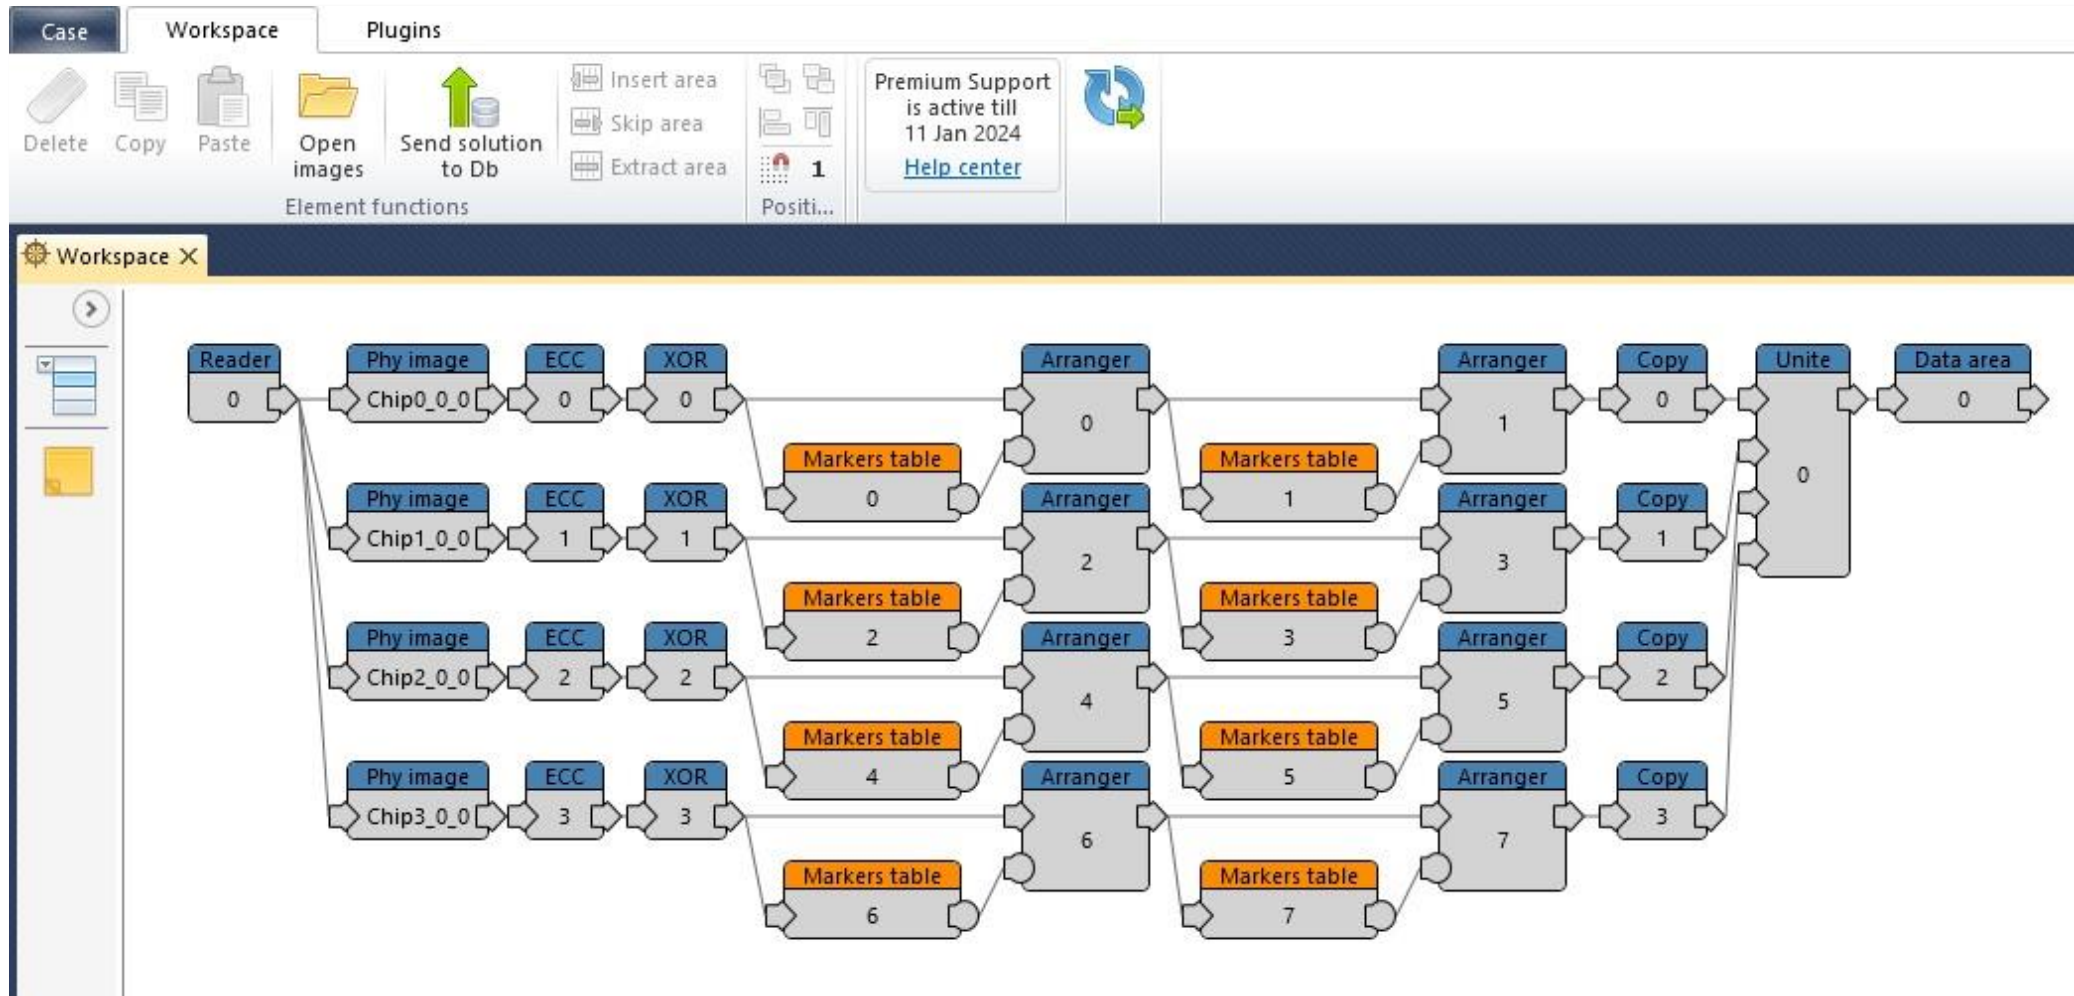 Case Workspace Plugins
Delete
Copy
Paste
Open
images
Send solution
to Db
Insert area
Skip area
Extract area
1
Premium Support
is active till
11 Jan 2024
Help center
Element functions
Positi...
Workspace
Reader Phy image ECC XOR Arranger Arranger Copy Unite Data area
0 Chip0_0_0 0 0 0 1 0 0 0
Markers table Markers table
0 1
Phy image ECC XOR Arranger Arranger Copy
Chip1_0_0 1 1 2 3 1
Markers table Markers table
2 3
Phy image ECC XOR Arranger Arranger Copy
Chip2_0_0 2 2 4 5 2
Markers table Markers table
4 5
Phy image ECC XOR Arranger Arranger Copy
Chip3_0_0 3 3 6 7 3
Markers table Markers table
6 7